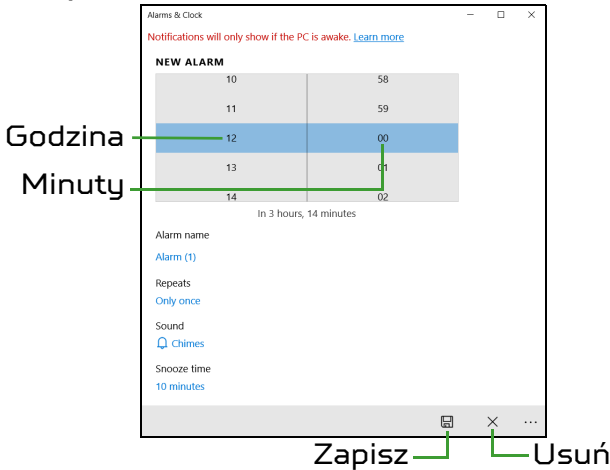 Alarms & Clock
Notifications will only show if the PC is awake. Learn more
NEW ALARM
10 58
11 59
Godzina 12 00
13 01
Minuty
14 02
In 3 hours, 14 minutes
Alarm name
Alarm (1)
Repeats
Only once
Sound
Chimes
Snooze time
10 minutes
Zapisz Usuń